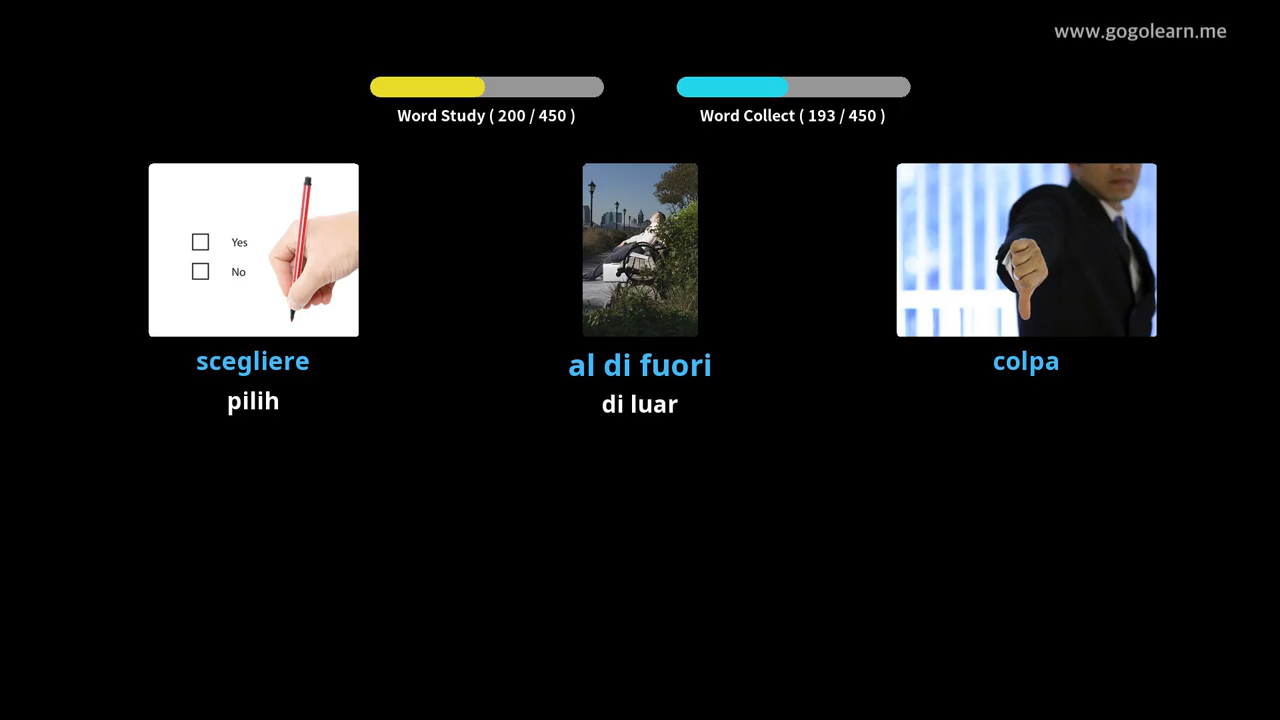 www.gogolearn.me
Word Study ( 200 / 450 )
Word Collect ( 193 / 450 )
Yes
No
scegliere
pilih
al di fuori
di luar
colpa